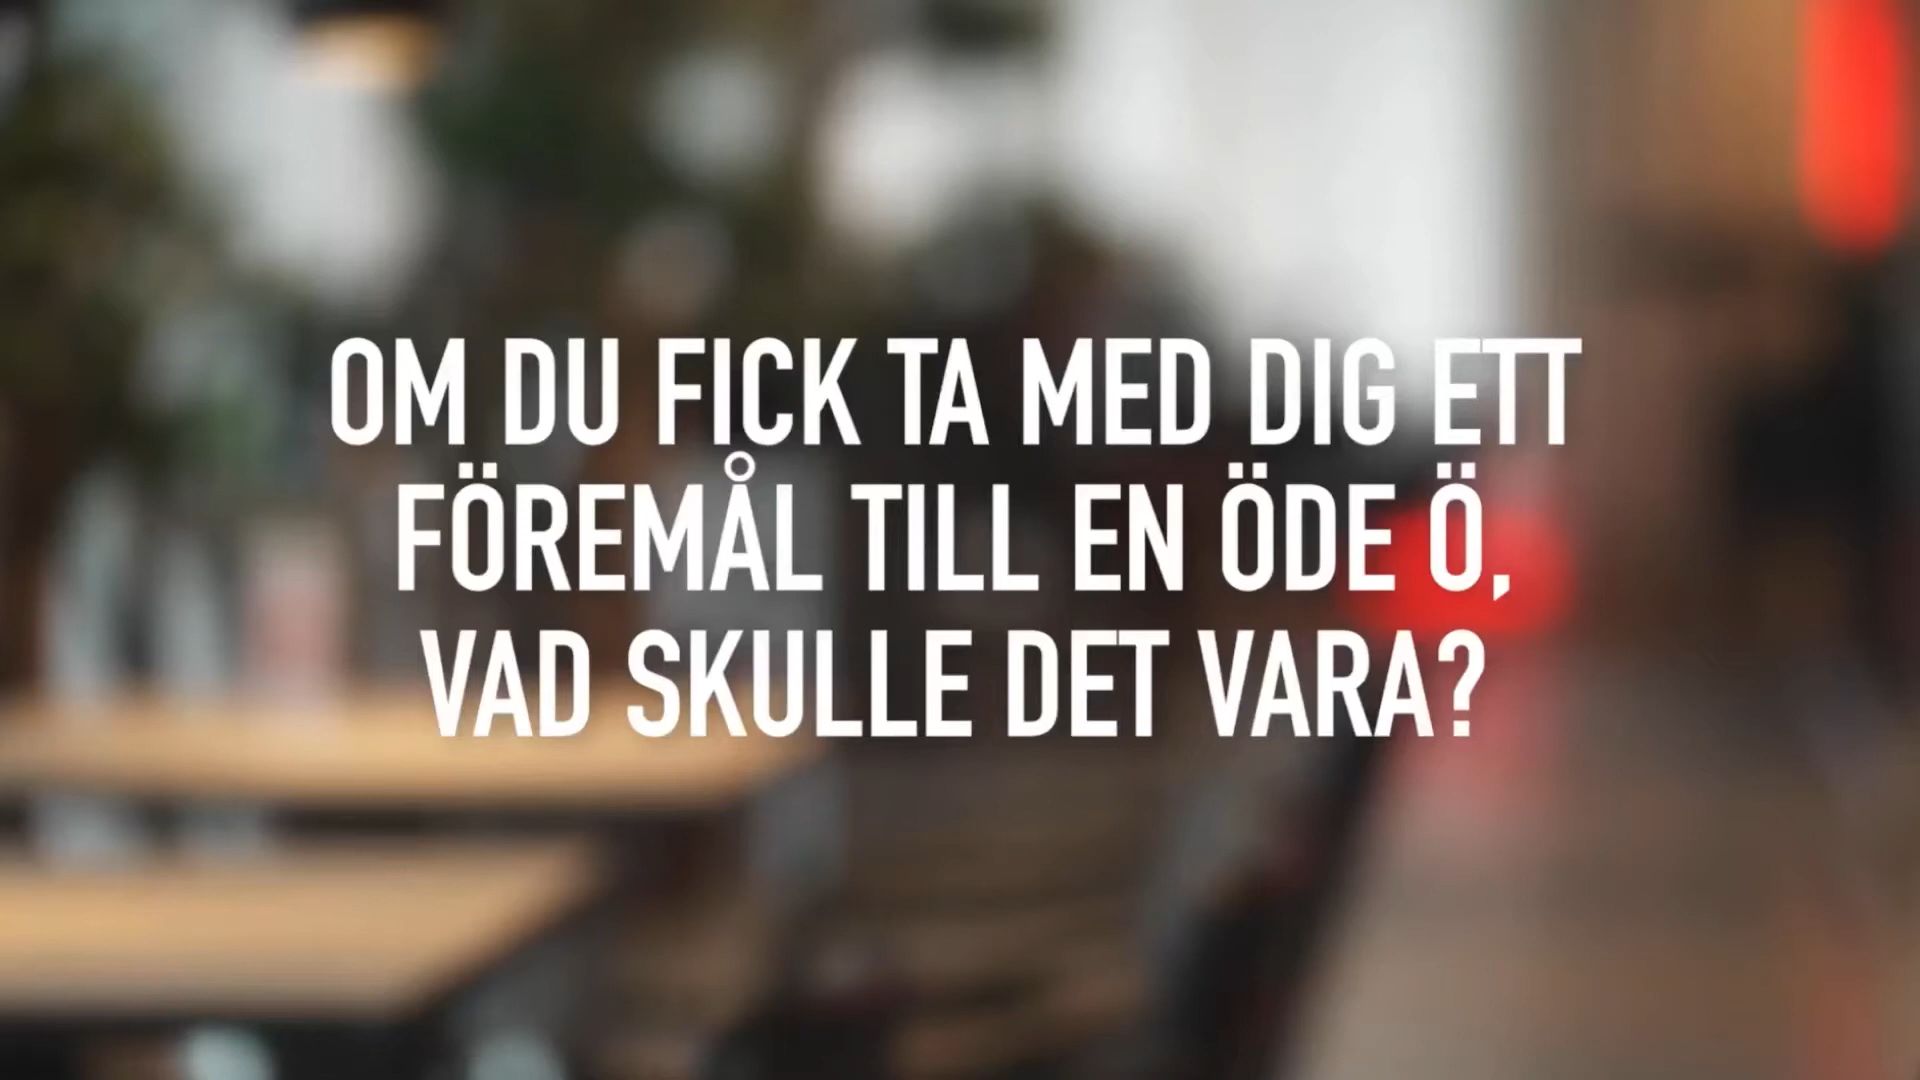 OM DU FICK TA MED DIG ETT
FÖREMÅL TILL EN ÖDE Ö,
VAD SKULLE DET VARA?